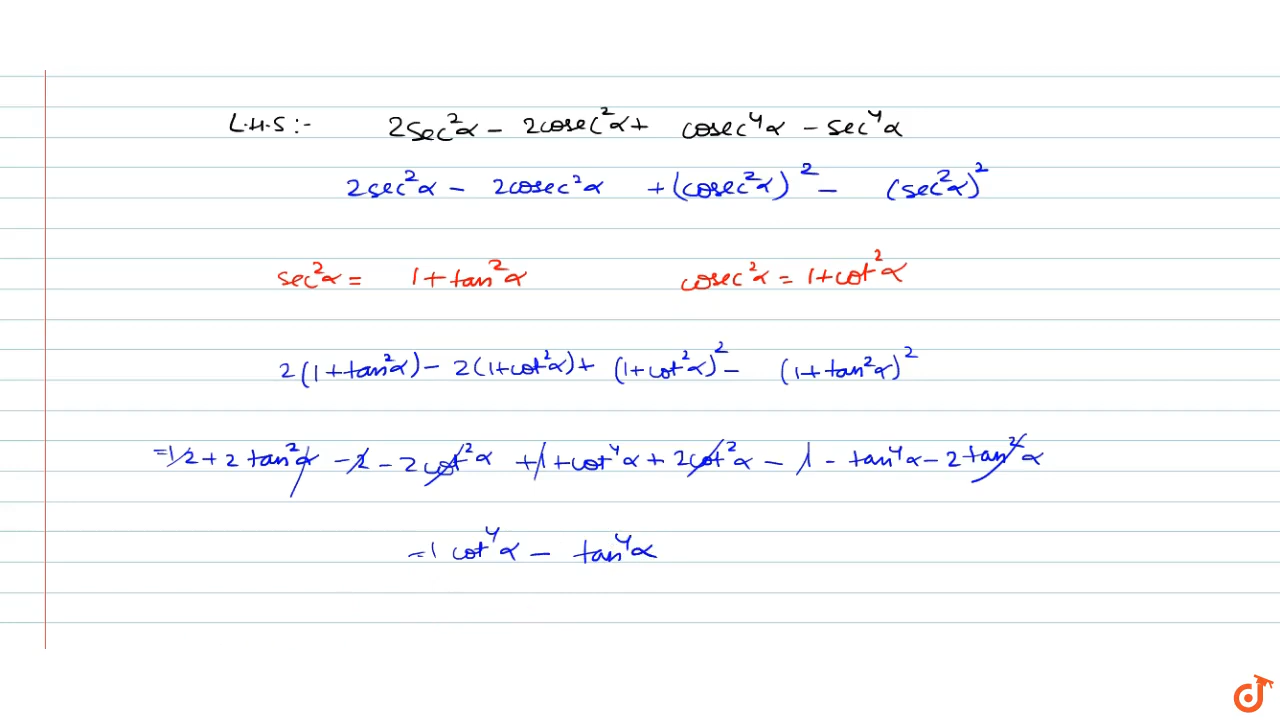 L.H.S :- 2sec²α - 2cosec²α + cosec⁴α - sec⁴α
2sec²α - 2cosec²α + (cosec²α)² - (sec²α)²
sec²α = 1 + tan²α cosec²α = 1 + cot²α
2(1 + tan²α) - 2(1 + cot²α) + (1 + cot²α)² - (1 + tan²α)²
=) 2 + 2 tan²α - 2 - 2 cot²α + 1 + cot⁴α + 2cot²α - 1 - tan⁴α - 2 tan²α
=) cot⁴α - tan⁴α